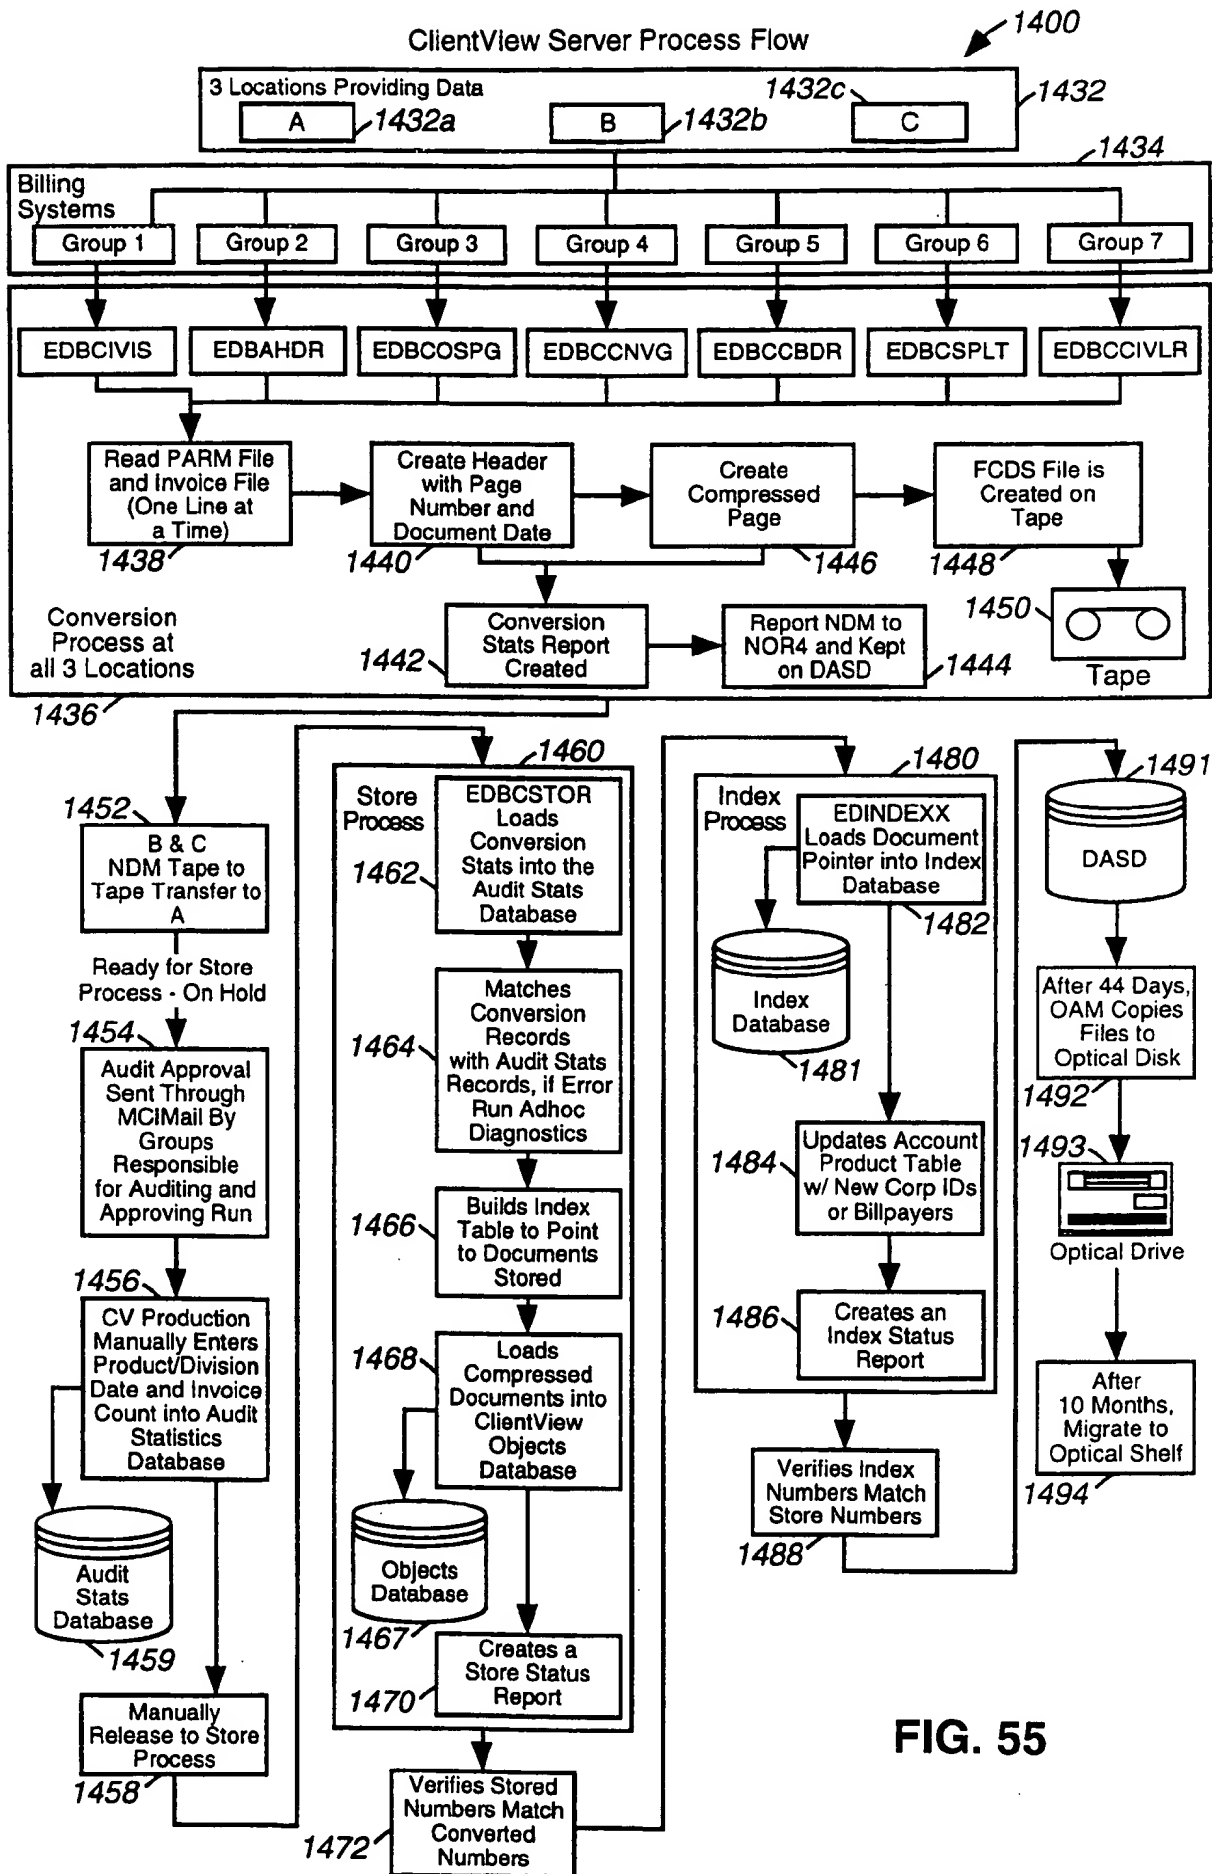 ClientView Server Process Flow
1400
3 Locations Providing Data
1432c
1432
A
1432a
B
1432b
C
1434
Billing
Systems
Group 1
Group 2
Group 3
Group 4
Group 5
Group 6
Group 7
EDBCIVIS
EDBAHDR
EDBCOSPG
EDBCCNVG
EDBCCBDR
EDBCSPLT
EDBCCIVLR
Read PARM File
and Invoice File
(One Line at
a Time)
1438
Create Header
with Page
Number and
Document Date
1440
Create
Compressed
Page
1446
FCDS File is
Created on
Tape
1448
1450
Tape
Conversion
Stats Report
Created
1442
Report NDM to
NOR4 and Kept
on DASD
1444
Conversion
Process at
all 3 Locations
1436
1452
B & C
NDM Tape to
Tape Transfer to
A
Ready for Store
Process - On Hold
1454
Audit Approval
Sent Through
MCIMail By
Groups
Responsible
for Auditing and
Approving Run
1456
CV Production
Manually Enters
Product/Division
Date and Invoice
Count into Audit
Statistics
Database
Audit
Stats
Database
1459
Manually
Release to Store
Process
1458
1460
Store
Process
EDBCSTOR
Loads
Conversion
Stats into the
Audit Stats
Database
1462
Matches
Conversion
Records
with Audit Stats
Records, if Error
Run Adhoc
Diagnostics
1464
Builds Index
Table to Point
to Documents
Stored
1466
Loads
Compressed
Documents into
ClientView
Objects
Database
1468
Objects
Database
1467
Creates a
Store Status
Report
1470
Verifies Stored
Numbers Match
Converted
Numbers
1472
1480
Index
Process
EDINDEXX
Loads Document
Pointer into Index
Database
1482
Index
Database
1481
Updates Account
Product Table
w/ New Corp IDs
or Billpayers
1484
Creates an
Index Status
Report
1486
Verifies Index
Numbers Match
Store Numbers
1488
1491
DASD
After 44 Days,
OAM Copies
Files to
Optical Disk
1492
1493
Optical Drive
After
10 Months,
Migrate to
Optical Shelf
1494
FIG. 55